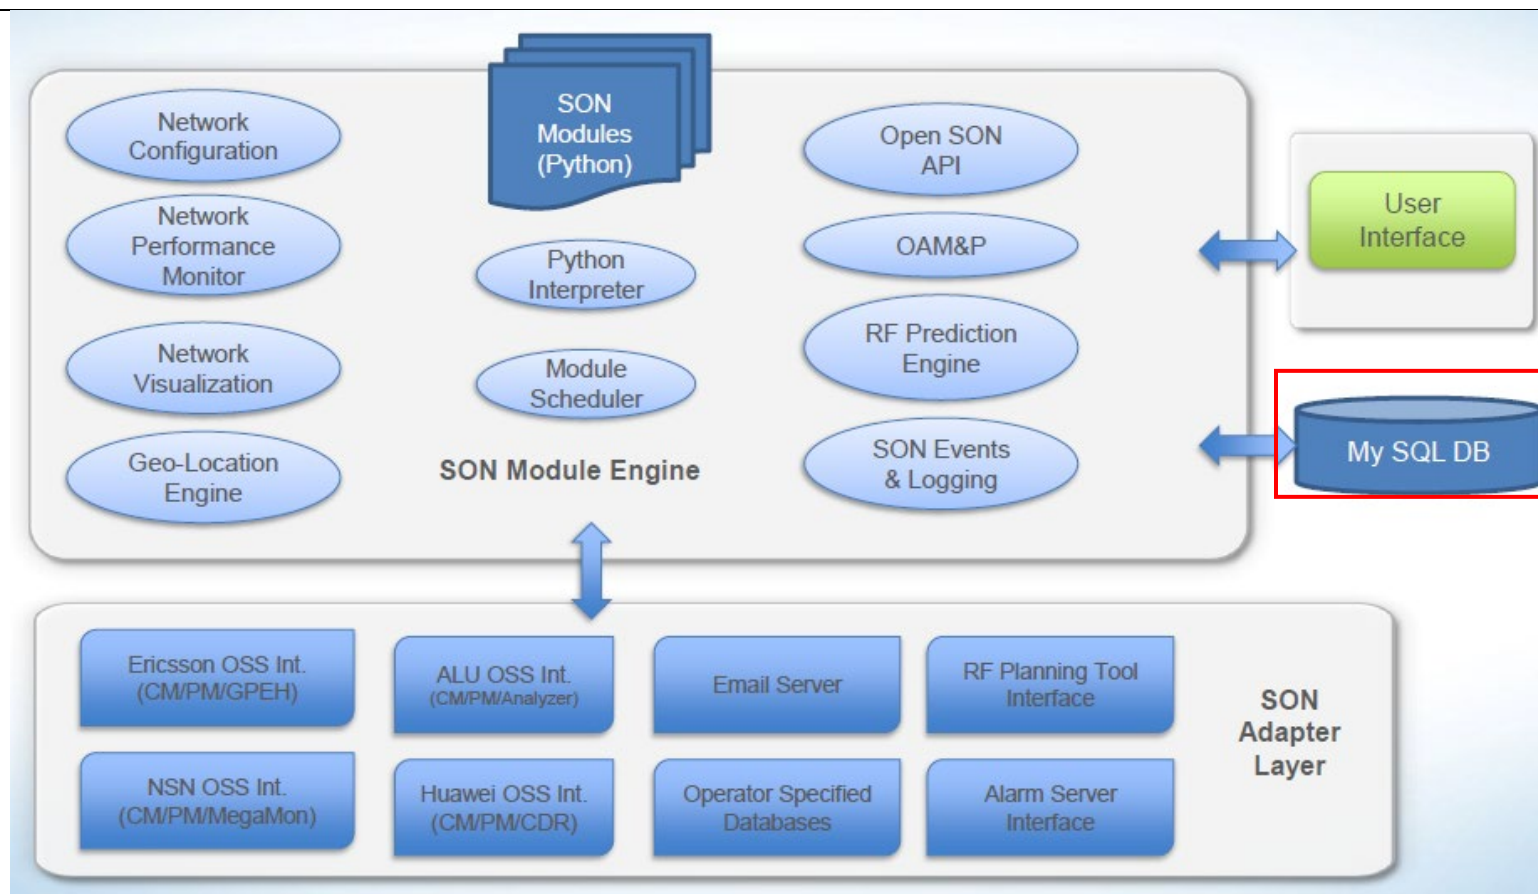 Network
Configuration
Network
Performance
Monitor
Network
Visualization
Geo-Location
Engine
SON
Modules
(Python)
Python
Interpreter
Module
Scheduler
SON Module Engine
Open SON
API
OAM&P
RF Prediction
Engine
SON Events
& Logging
User
Interface
My SQL DB
Ericsson OSS Int.
(CM/PM/GPEH)
ALU OSS Int.
(CM/PM/Analyzer)
Email Server
RF Planning Tool
Interface
NSN OSS Int.
(CM/PM/MegaMon)
Huawei OSS Int.
(CM/PM/CDR)
Operator Specified
Databases
Alarm Server
Interface
SON
Adapter
Layer